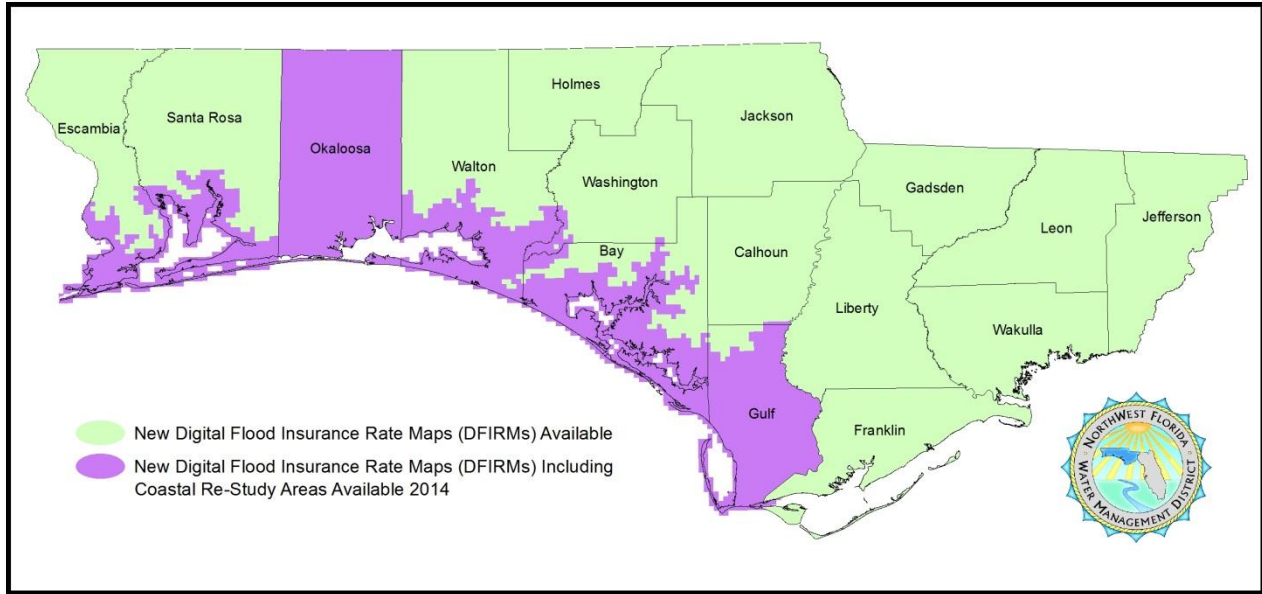 Holmes
Jackson
Santa Rosa
Escambia
Okaloosa
Walton
Washington
Gadsden
Jefferson
Leon
Bay
Calhoun
Liberty
Wakulla
Gulf
Franklin
New Digital Flood Insurance Rate Maps (DFIRMs) Available
New Digital Flood Insurance Rate Maps (DFIRMs) Including
Coastal Re-Study Areas Available 2014
NORTHWEST FLORIDA
WATER MANAGEMENT DISTRICT